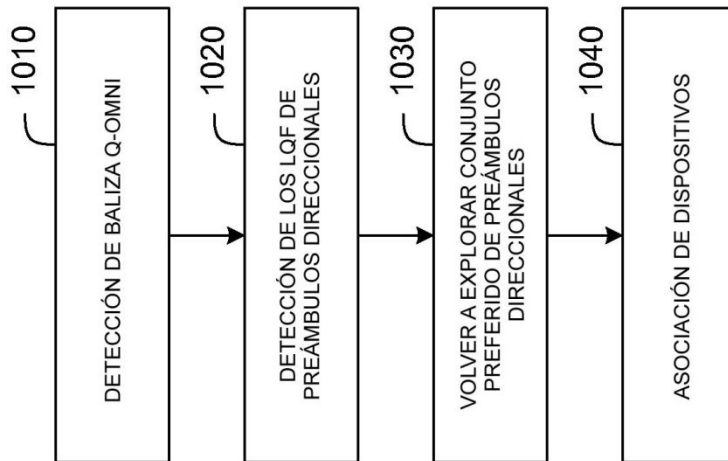 1010
DETECCIÓN DE BALIZA Q-OMNI
1020
DETECCIÓN DE LOS LQF DE
PREÁMBULOS DIRECCIONALES
1030
VOLVER A EXPLORAR CONJUNTO
PREFERIDO DE PREÁMBULOS
DIRECCIONALES
1040
ASOCIACIÓN DE DISPOSITIVOS